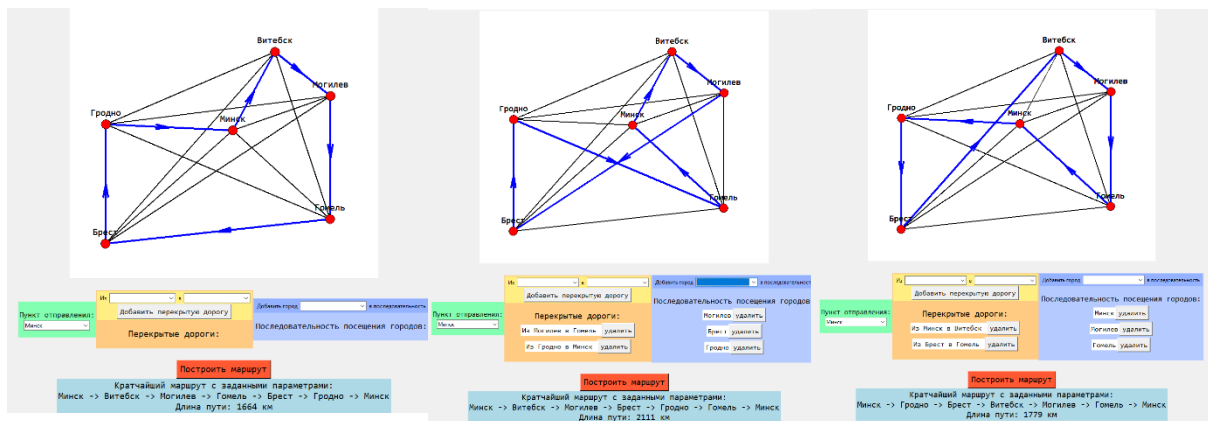 Витебск
Могилев
Гродно
Минск
Гомель
Брест
Из
в
Добавить город
в последовательность
Добавить перекрытую дорогу
Пункт отправления:
Минск
Перекрытые дороги:
Последовательность посещения городов:
Построить маршрут
Кратчайший маршрут с заданными параметрами:
Минск -> Витебск -> Могилев -> Гомель -> Брест -> Гродно -> Минск
Длина пути: 1664 км
Витебск
Могилев
Гродно
Минск
Гомель
Брест
Из
в
Добавить город
в последовательность
Добавить перекрытую дорогу
Последовательность посещения городов:
Пункт отправления:
Минск
Перекрытые дороги:
Могилев удалить
Из Могилев в Гомель удалить
Брест удалить
Из Гродно в Минск удалить
Гродно удалить
Построить маршрут
Кратчайший маршрут с заданными параметрами:
Минск -> Витебск -> Могилев -> Брест -> Гродно -> Гомель -> Минск
Длина пути: 2111 км
Витебск
Могилев
Гродно
Минск
Гомель
Брест
Из
в
Добавить город
в последовательность
Добавить перекрытую дорогу
Последовательность посещения городов:
Пункт отправления:
Минск
Перекрытые дороги:
Минск удалить
Из Минск в Витебск удалить
Могилев удалить
Из Брест в Гомель удалить
Гомель удалить
Построить маршрут
Кратчайший маршрут с заданными параметрами:
Минск -> Гродно -> Брест -> Витебск -> Могилев -> Гомель -> Минск
Длина пути: 1779 км